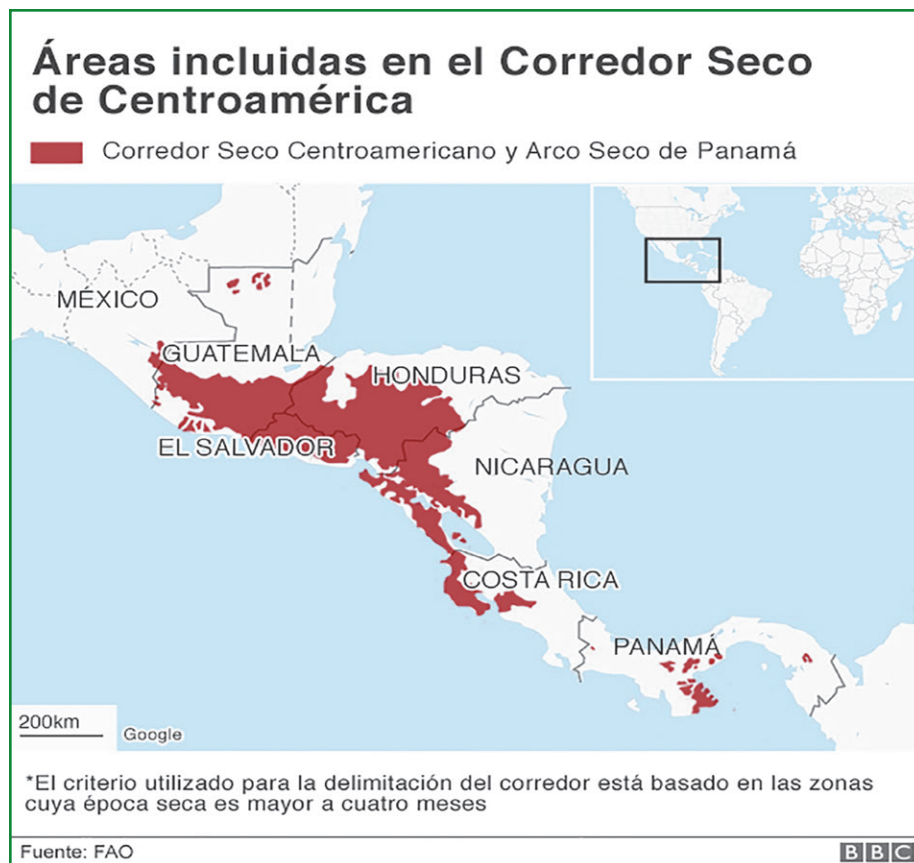 Áreas incluidas en el Corredor Seco
de Centroamérica
Corredor Seco Centroamericano y Arco Seco de Panamá
MÉXICO
GUATEMALA
HONDURAS
EL SALVADOR
NICARAGUA
COSTA RICA
PANAMÁ
200km
Google
*El criterio utilizado para la delimitación del corredor está basado en las zonas
cuya época seca es mayor a cuatro meses
Fuente: FAO
BBC